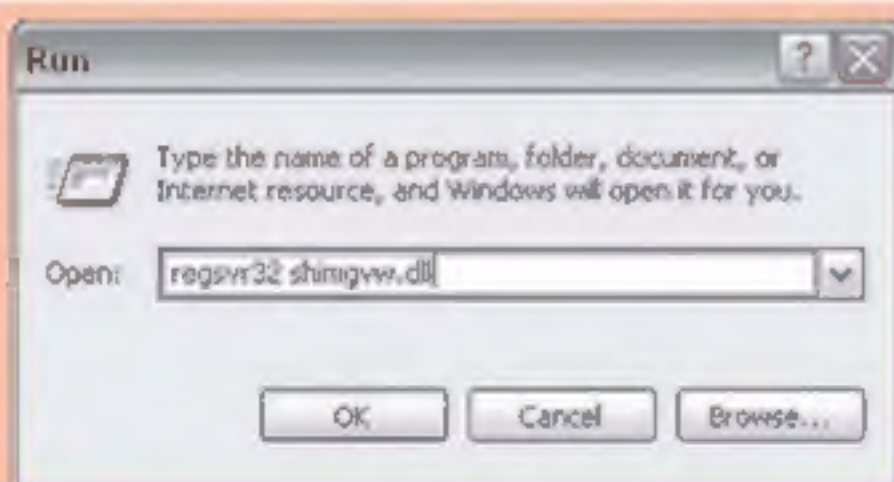 Run
Type the name of a program, folder, document, or
Internet resource, and Windows will open it for you.
Open: regsvr32 shimgvw.dll
OK Cancel Browse...